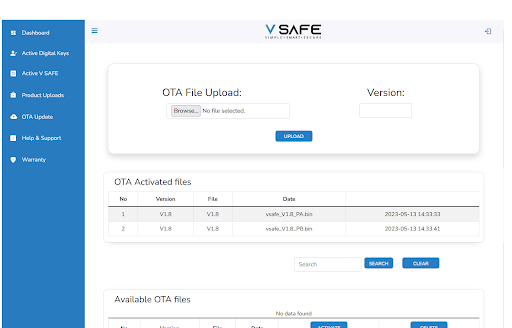 V SAFE
SIMPLE•SMART•SECURE
Dashboard
Active Digital Keys
Active V SAFE
Product Uploads
OTA Update
Help & Support
Warranty
OTA File Upload:
Version:
Browse... No file selected.
UPLOAD
OTA Activated files
No Version File Date
1 V1.8 V1.8 vsafe_V1.8_PA.bin 2023-05-13 14:33:33
2 V1.8 V1.8 vsafe_V1.8_PB.bin 2023-05-13 14:33:41
Search SEARCH CLEAR
Available OTA files
No data found
No Version File Date ACTIVATE DELETE